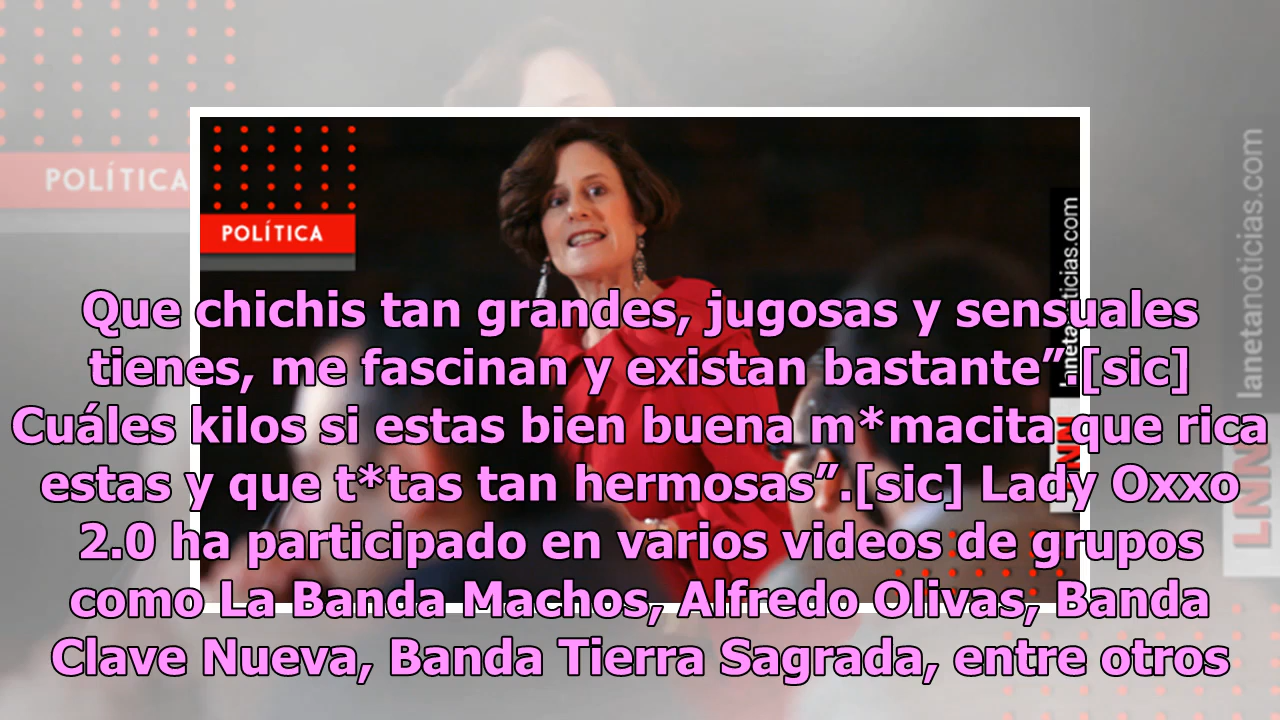 POLÍTICA
POLÍTICA
lanetanoticias.com
lanetanoticias.com
Que chichis tan grandes, jugosas y sensuales
tienes, me fascinan y existan bastante”.[sic]
Cuáles kilos si estas bien buena m*macita que rica
estas y que t*tas tan hermosas”.[sic] Lady Oxxo
2.0 ha participado en varios videos de grupos
como La Banda Machos, Alfredo Olivas, Banda
Clave Nueva, Banda Tierra Sagrada, entre otros
LNN
LNN